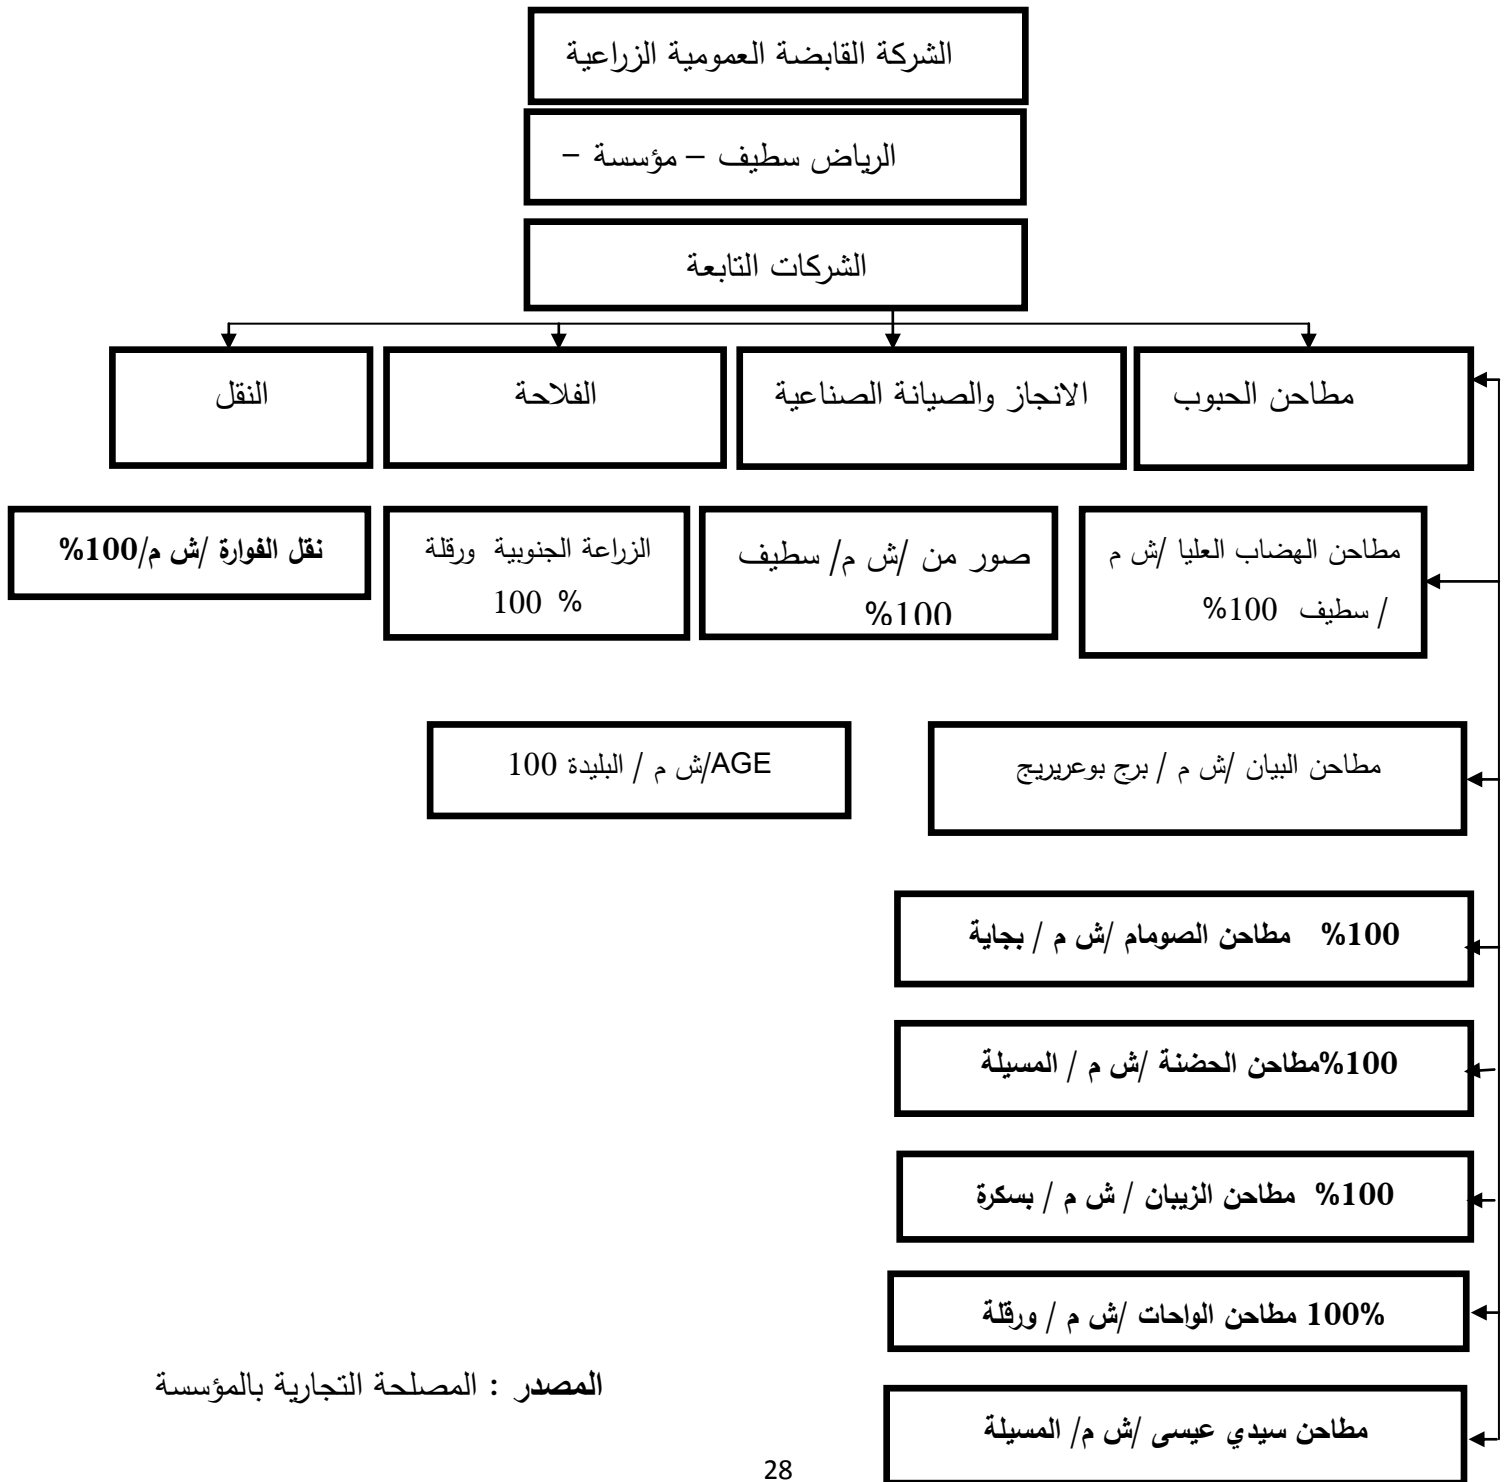 الشركة القابضة العمومية الزراعية
الرياض سطيف – مؤسسة –
الشركات التابعة
مطاحن الحبوب
الانجاز والصيانة الصناعية
الفلاحة
النقل
مطاحن الهضاب العليا /ش م
/ سطيف 100%
صور من /ش م/ سطيف
100%
الزراعة الجنوبية ورقلة
100 %
نقل الفوارة /ش م/100%
مطاحن البيان /ش م / برج بوعريريج
AGE/ش م / البليدة 100
100% مطاحن الصومام /ش م / بجاية
100%مطاحن الحضنة /ش م / المسيلة
100% مطاحن الزيبان / ش م / بسكرة
100% مطاحن الواحات /ش م / ورقلة
مطاحن سيدي عيسى /ش م/ المسيلة
المصدر : المصلحة التجارية بالمؤسسة
28